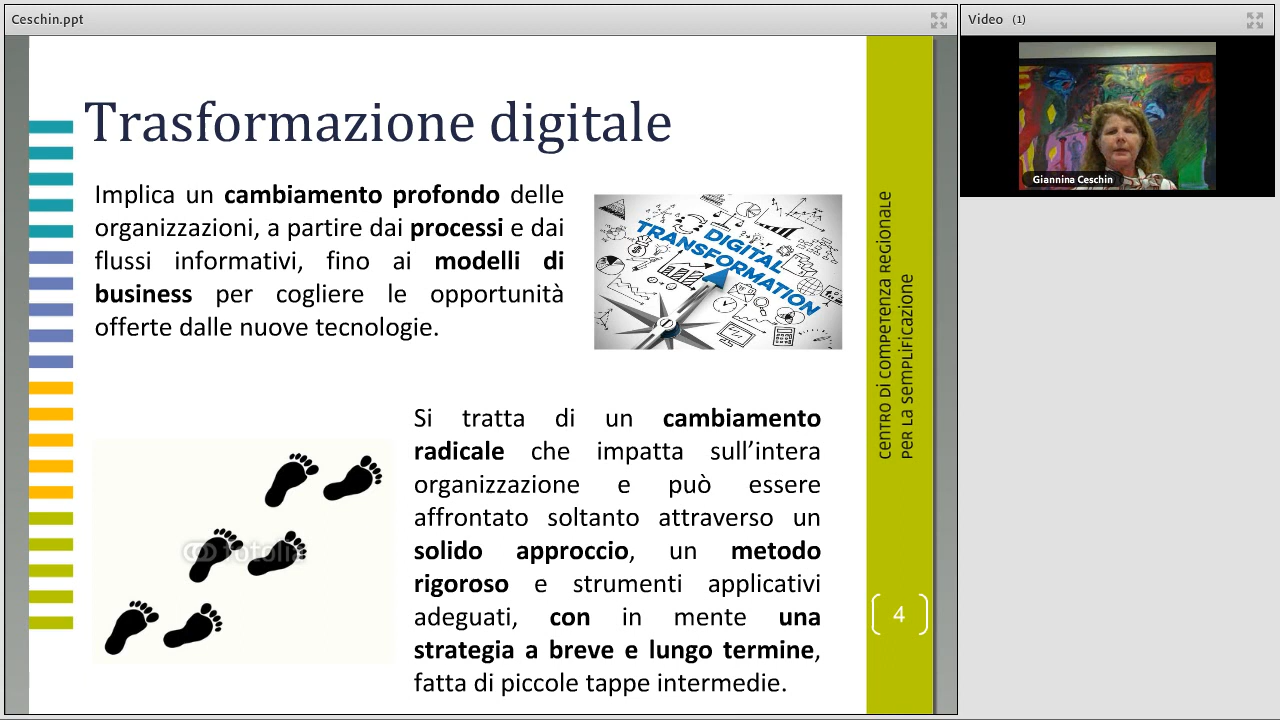 Ceschin.ppt
Video (1)
Giannina Ceschin
Trasformazione digitale
Implica un cambiamento profondo delle
organizzazioni, a partire dai processi e dai
flussi informativi, fino ai modelli di
business per cogliere le opportunità
offerte dalle nuove tecnologie.
DIGITAL
TRANSFORMATION
Si tratta di un cambiamento
radicale che impatta sull'intera
organizzazione e può essere
affrontato soltanto attraverso un
solido approccio, un metodo
rigoroso e strumenti applicativi
adeguati, con in mente una
strategia a breve e lungo termine,
fatta di piccole tappe intermedie.
fotolia
CENTRO DI COMPETENZA REGIONALE
PER LA SEMPLIFICAZIONE
4